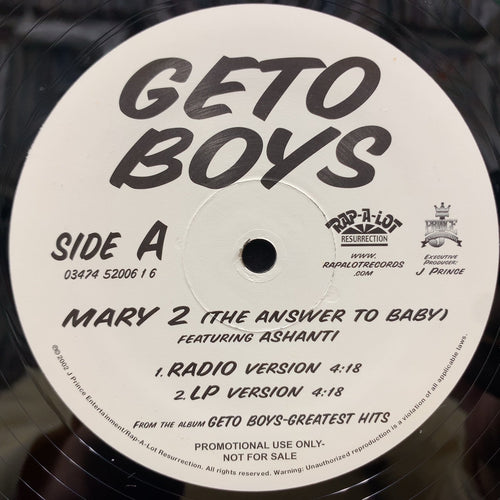 GETO
BOYS
SIDE A
03474 52006 1 6
RAP-A-LOT
RESURRECTION
WWW.
RAPALOTRECORDS
.COM
PRINCE
EXECUTIVE
PRODUCER:
J PRINCE
MARY 2 (THE ANSWER TO BABY)
FEATURING ASHANTI
1. RADIO VERSION 4:18
2. LP VERSION 4:18
FROM THE ALBUM GETO BOYS-GREATEST HITS
PROMOTIONAL USE ONLY-
NOT FOR SALE
℗© 2002 J Prince Entertainment/Rap-A-Lot Resurrection. All rights reserved. Warning: Unauthorized reproduction is a violation of all applicable laws.